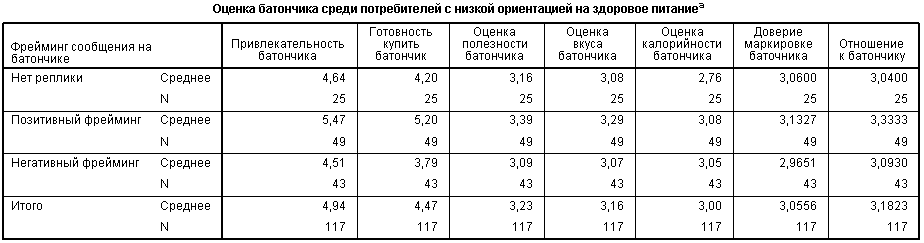 Оценка батончика среди потребителей с низкой ориентацией на здоровое питание a
Фрейминг сообщения на батончике Привлекательность батончика Готовность купить батончик Оценка полезности батончика Оценка вкуса батончика Оценка калорийности батончика Доверие маркировке баточника Отношение к батончику
Нет реплики Среднее 4,64 4,20 3,16 3,08 2,76 3,0600 3,0400
N 25 25 25 25 25 25 25
Позитивный фрейминг Среднее 5,47 5,20 3,39 3,29 3,08 3,1327 3,3333
N 49 49 49 49 49 49 49
Негативный фрейминг Среднее 4,51 3,79 3,09 3,07 3,05 2,9651 3,0930
N 43 43 43 43 43 43 43
Итого Среднее 4,94 4,47 3,23 3,16 3,00 3,0556 3,1823
N 117 117 117 117 117 117 117